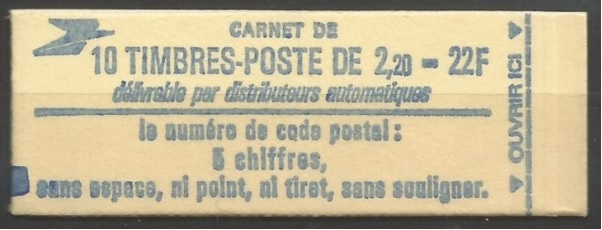 CARNET DE
10 TIMBRES-POSTE DE 2,20 - 22F
délivrable par distributeurs automatiques
le numéro de code postal :
5 chiffres,
sans espace, ni point, ni tiret, sans souligner.
OUVRIR ICI